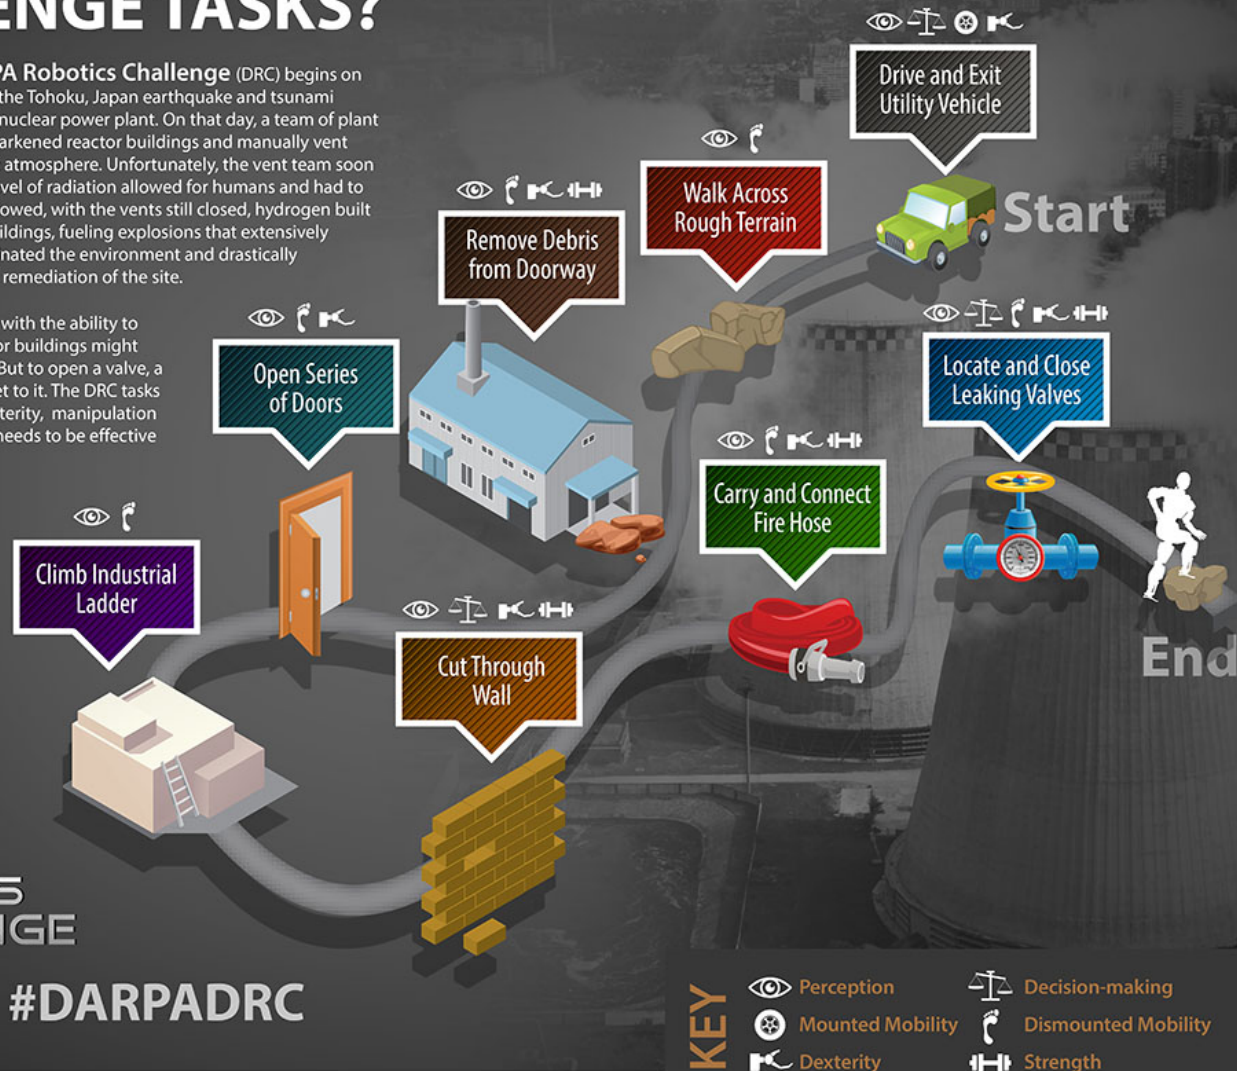 ENGE TASKS?
PA Robotics Challenge (DRC) begins on
the Tohoku, Japan earthquake and tsunami
nuclear power plant. On that day, a team of plant
arkened reactor buildings and manually vent
atmosphere. Unfortunately, the vent team soon
vel of radiation allowed for humans and had to
owed, with the vents still closed, hydrogen built
ildings, fueling explosions that extensively
nated the environment and drastically
remediation of the site.
with the ability to
or buildings might
But to open a valve, a
et to it. The DRC tasks
terity, manipulation
needs to be effective
Drive and Exit
Utility Vehicle
Start
Walk Across
Rough Terrain
Remove Debris
from Doorway
Open Series
of Doors
Climb Industrial
Ladder
Cut Through
Wall
Carry and Connect
Fire Hose
Locate and Close
Leaking Valves
End
S
NGE
#DARPADRC
KEY
Perception
Decision-making
Mounted Mobility
Dismounted Mobility
Dexterity
Strength